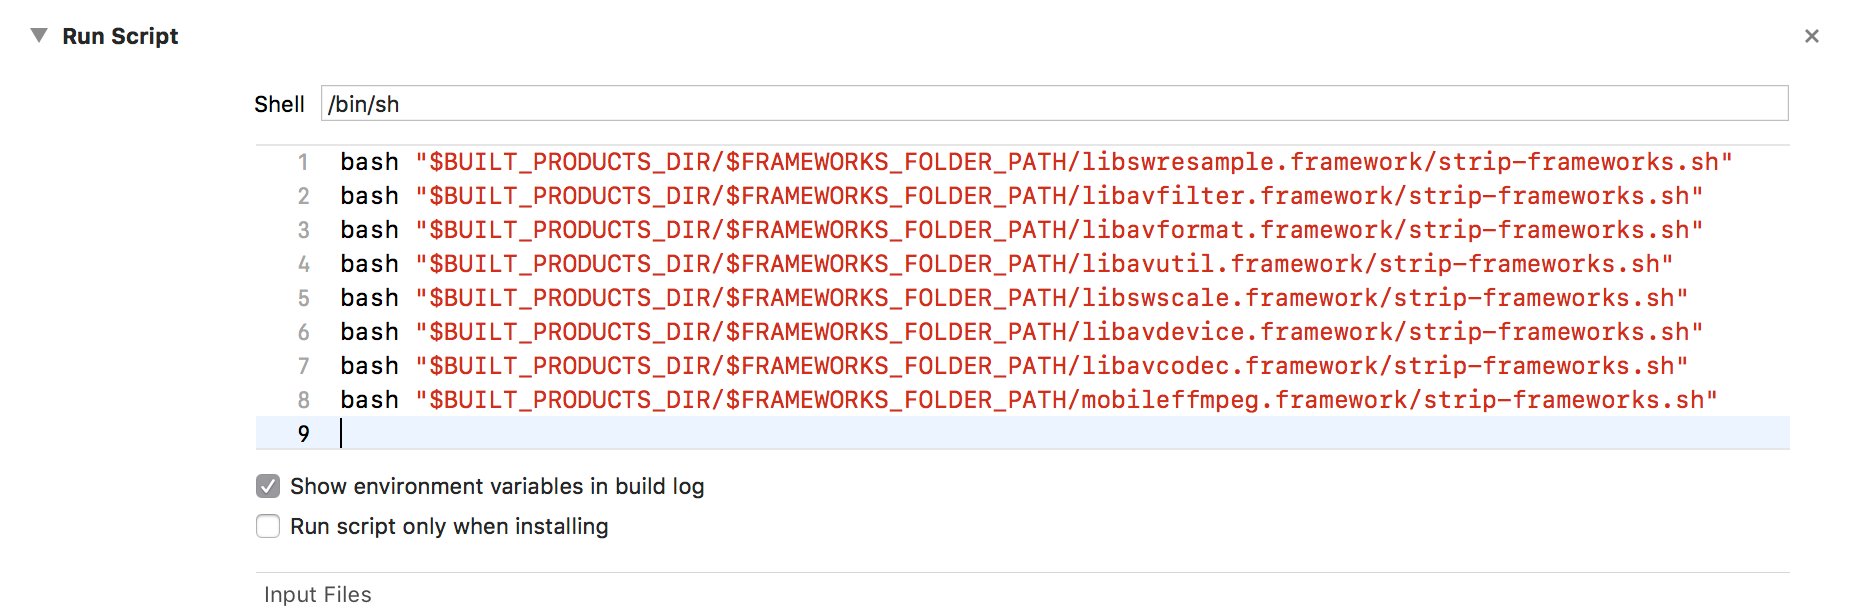 Run Script
Shell /bin/sh
1 bash "$BUILT_PRODUCTS_DIR/$FRAMEWORKS_FOLDER_PATH/libswresample.framework/strip-frameworks.sh"
2 bash "$BUILT_PRODUCTS_DIR/$FRAMEWORKS_FOLDER_PATH/libavfilter.framework/strip-frameworks.sh"
3 bash "$BUILT_PRODUCTS_DIR/$FRAMEWORKS_FOLDER_PATH/libavformat.framework/strip-frameworks.sh"
4 bash "$BUILT_PRODUCTS_DIR/$FRAMEWORKS_FOLDER_PATH/libavutil.framework/strip-frameworks.sh"
5 bash "$BUILT_PRODUCTS_DIR/$FRAMEWORKS_FOLDER_PATH/libswscale.framework/strip-frameworks.sh"
6 bash "$BUILT_PRODUCTS_DIR/$FRAMEWORKS_FOLDER_PATH/libavdevice.framework/strip-frameworks.sh"
7 bash "$BUILT_PRODUCTS_DIR/$FRAMEWORKS_FOLDER_PATH/libavcodec.framework/strip-frameworks.sh"
8 bash "$BUILT_PRODUCTS_DIR/$FRAMEWORKS_FOLDER_PATH/mobileffmpeg.framework/strip-frameworks.sh"
9
Show environment variables in build log
Run script only when installing
Input Files